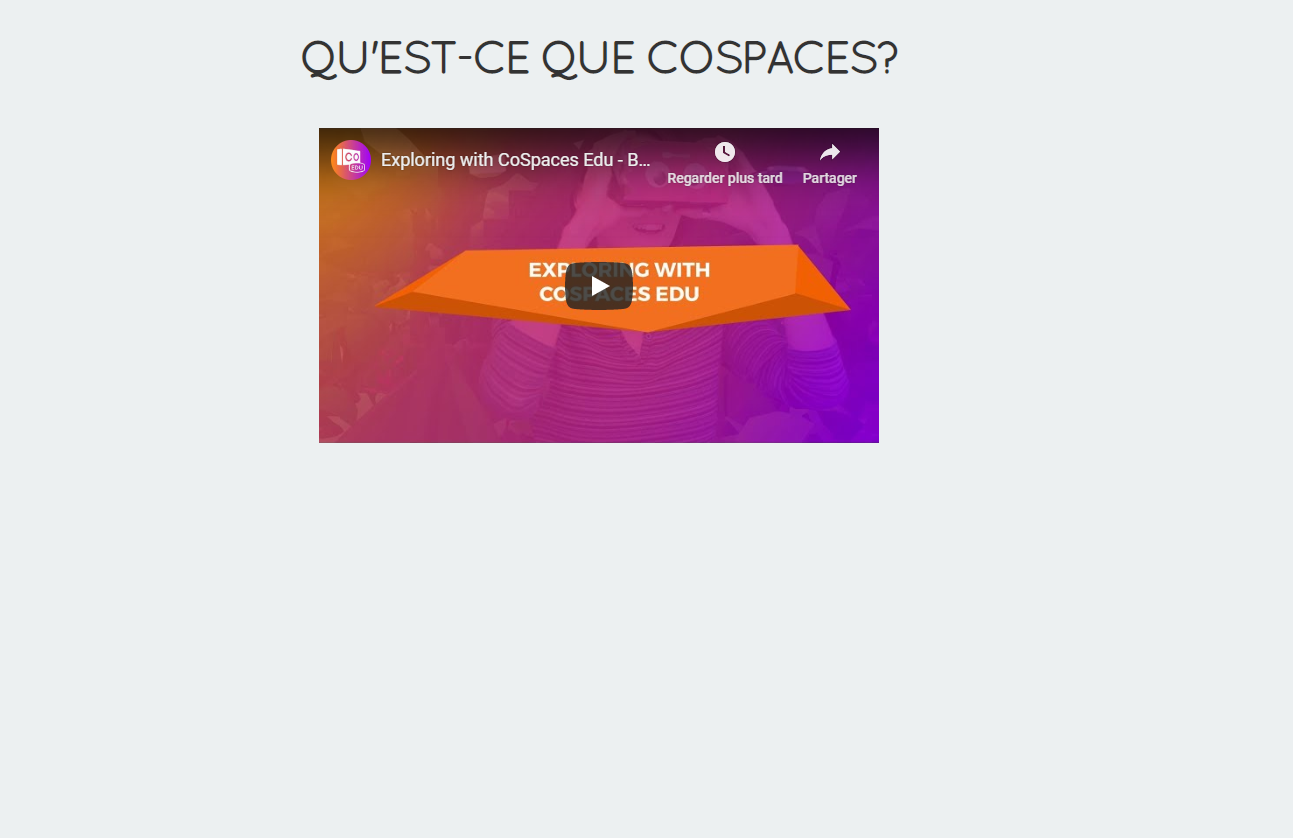 QU'EST-CE QUE COSPACES?
CO
EDU
Exploring with CoSpaces Edu - B...
Regarder plus tard
Partager
EXPLORING WITH
COSPACES EDU